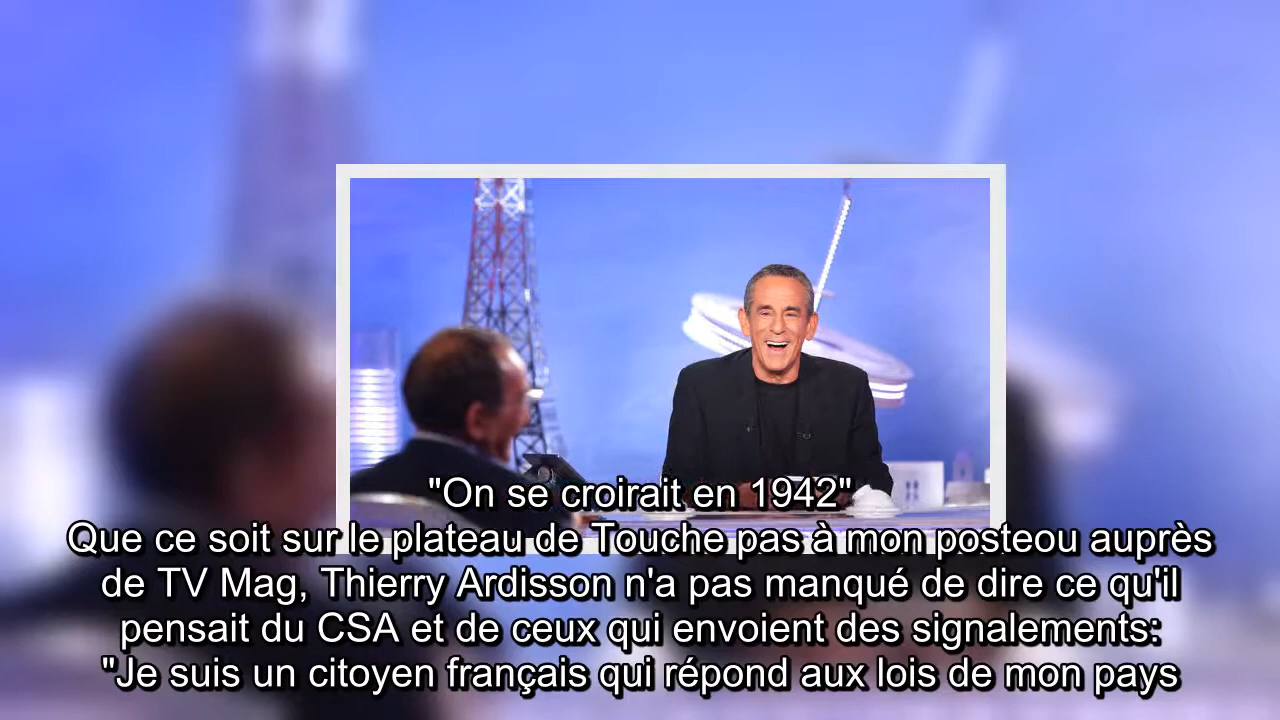 "On se croirait en 1942"
Que ce soit sur le plateau de Touche pas à mon posteou auprès
de TV Mag, Thierry Ardisson n'a pas manqué de dire ce qu'il
pensait du CSA et de ceux qui envoient des signalements:
"Je suis un citoyen français qui répond aux lois de mon pays